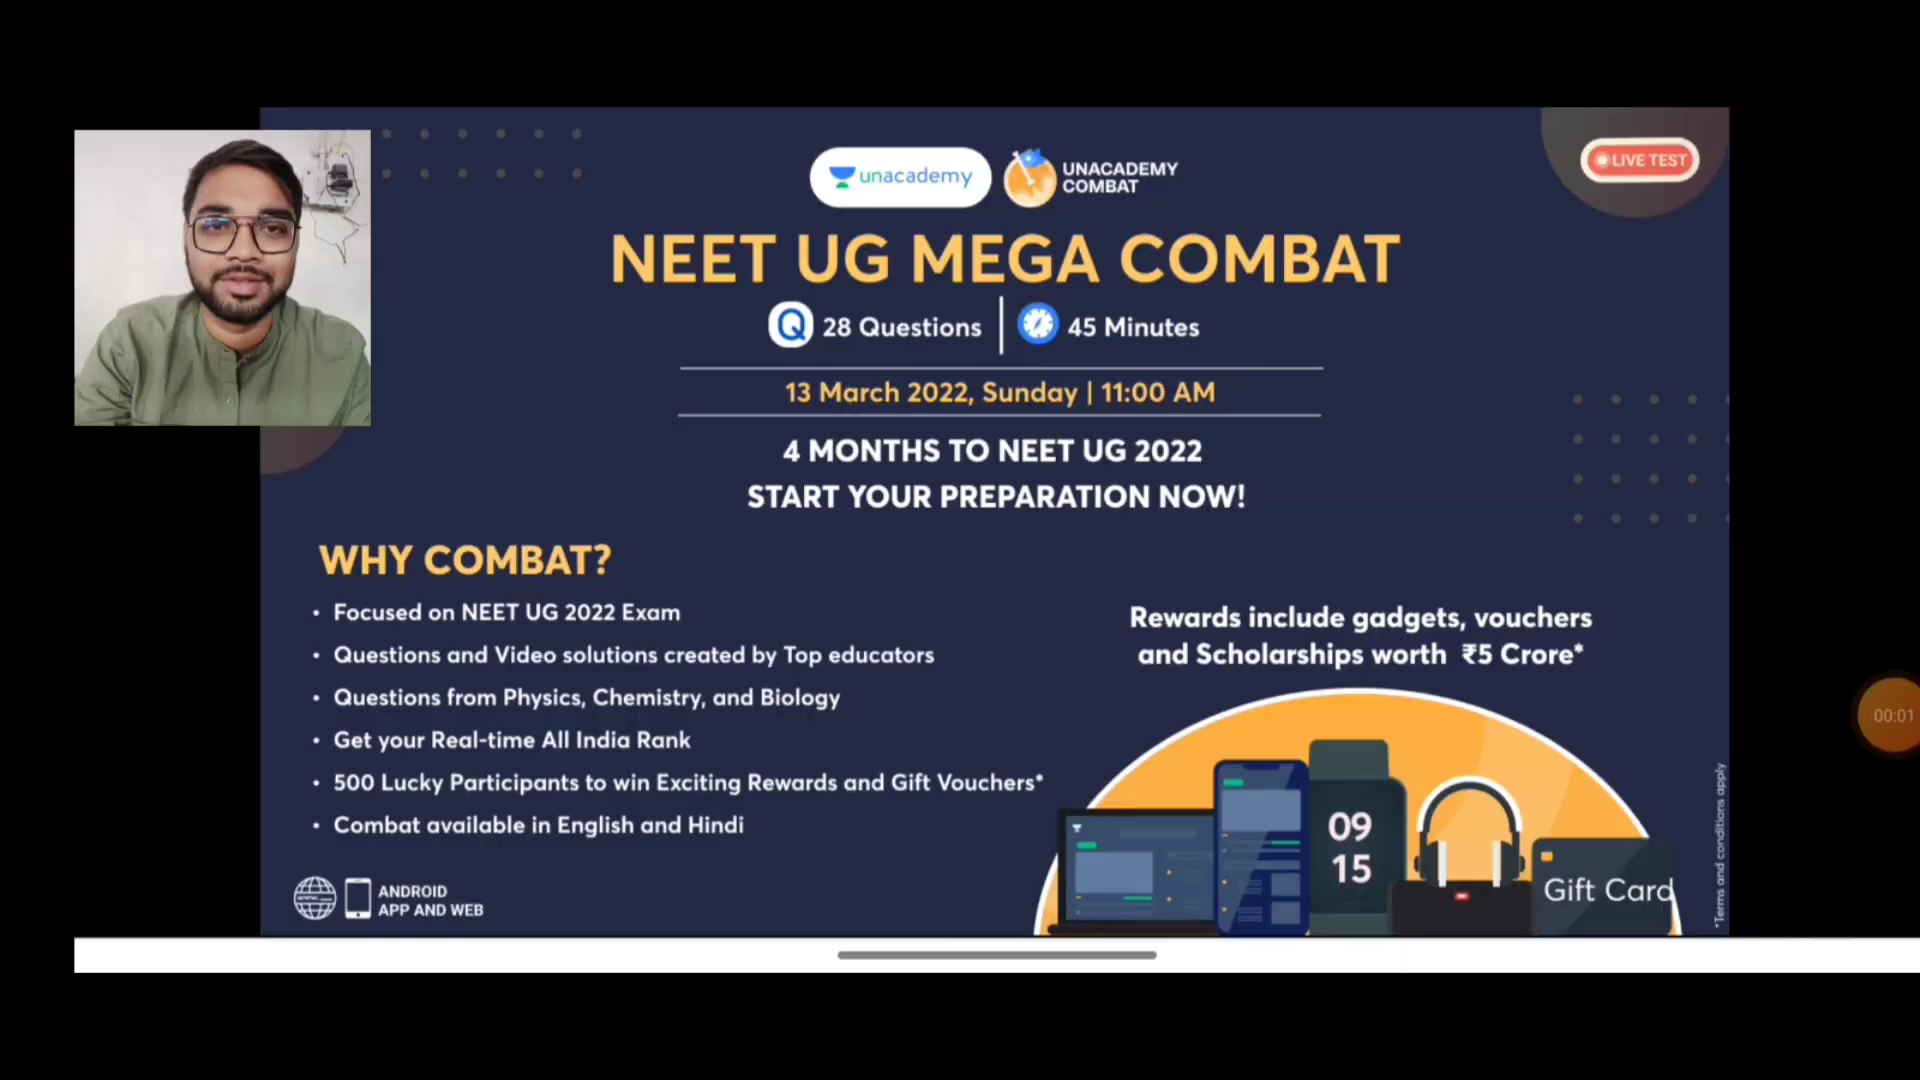 unacademy
UNACADEMY
COMBAT
LIVE TEST
NEET UG MEGA COMBAT
Q 28 Questions
45 Minutes
13 March 2022, Sunday | 11:00 AM
4 MONTHS TO NEET UG 2022
START YOUR PREPARATION NOW!
WHY COMBAT?
• Focused on NEET UG 2022 Exam
• Questions and Video solutions created by Top educators
• Questions from Physics, Chemistry, and Biology
• Get your Real-time All India Rank
• 500 Lucky Participants to win Exciting Rewards and Gift Vouchers*
• Combat available in English and Hindi
Rewards include gadgets, vouchers
and Scholarships worth ₹5 Crore*
00:01
09
15
Gift Card
www
ANDROID
APP AND WEB
*Terms and conditions apply